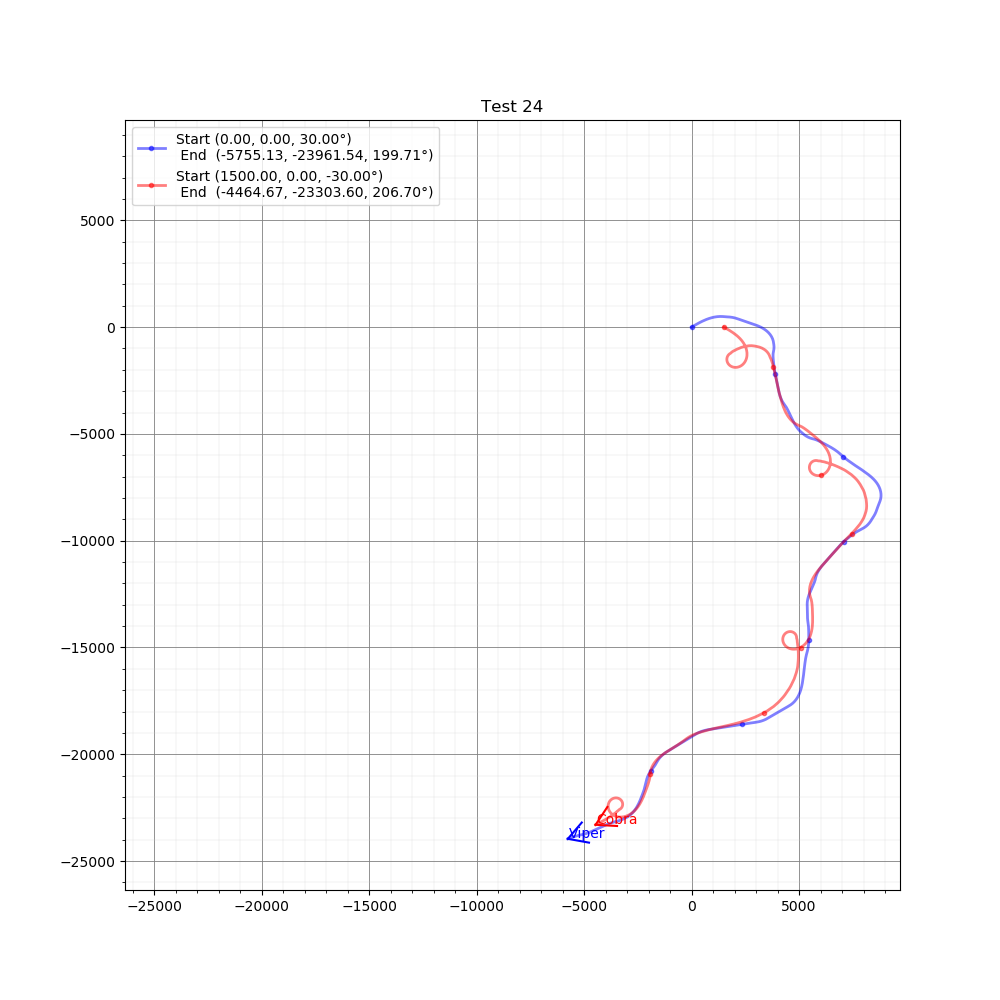 Test 24
Start (0.00, 0.00, 30.00°)
End (-5755.13, -23961.54, 199.71°)
Start (1500.00, 0.00, -30.00°)
End (-4464.67, -23303.60, 206.70°)
5000
0
−5000
−10000
−15000
−20000
−25000
Cobra
Viper
−25000 −20000 −15000 −10000 −5000 0 5000